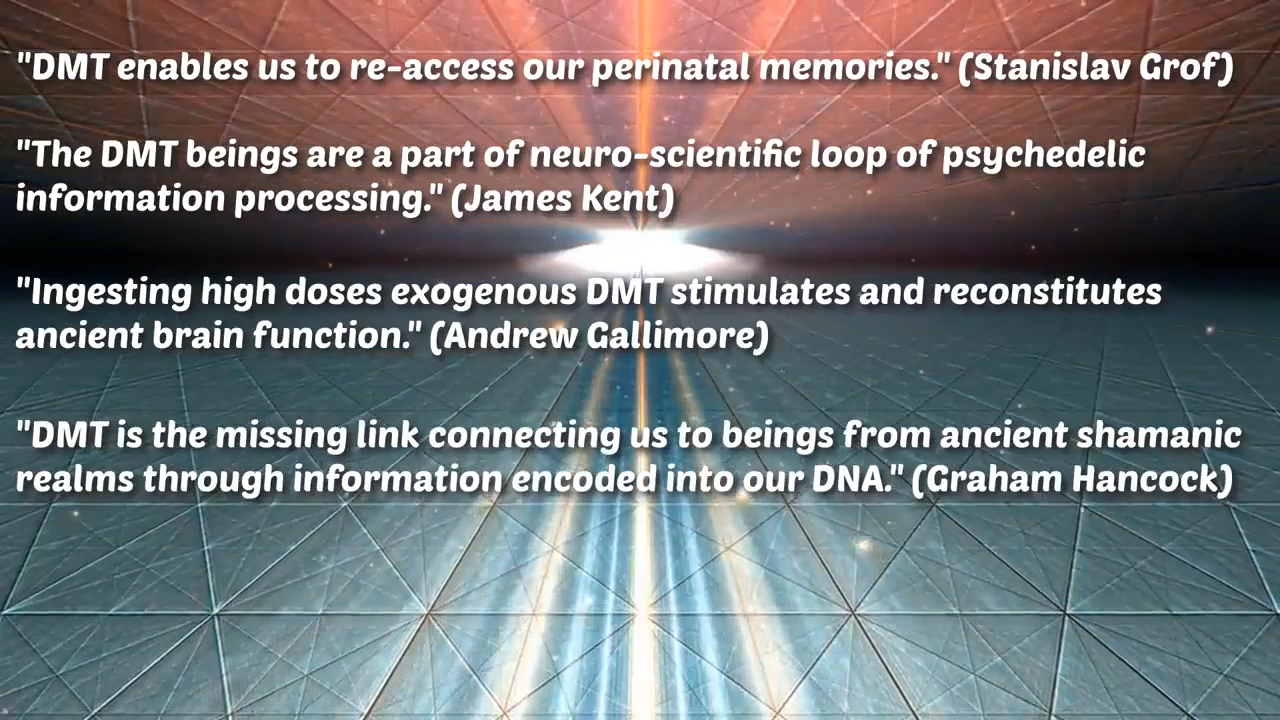 "DMT enables us to re-access our perinatal memories." (Stanislav Grof)
"The DMT beings are a part of neuro-scientific loop of psychedelic
information processing." (James Kent)
"Ingesting high doses exogenous DMT stimulates and reconstitutes
ancient brain function." (Andrew Gallimore)
"DMT is the missing link connecting us to beings from ancient shamanic
realms through information encoded into our DNA." (Graham Hancock)